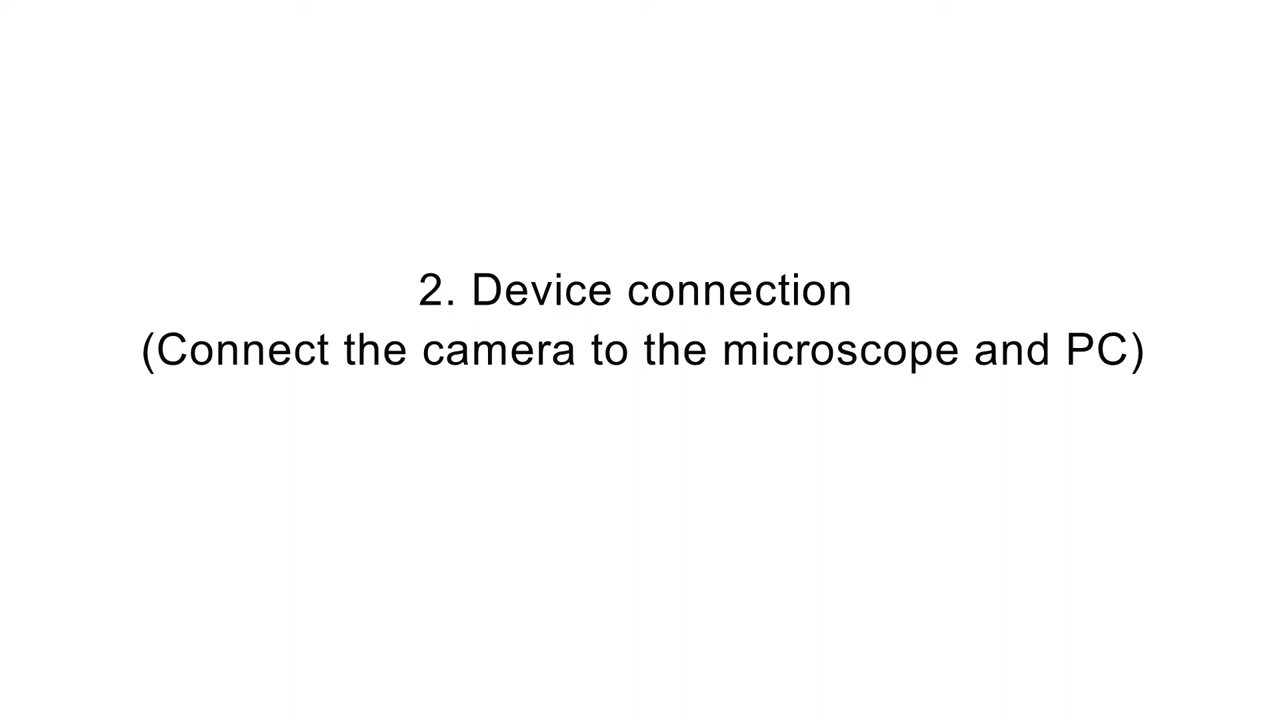 2. Device connection
(Connect the camera to the microscope and PC)